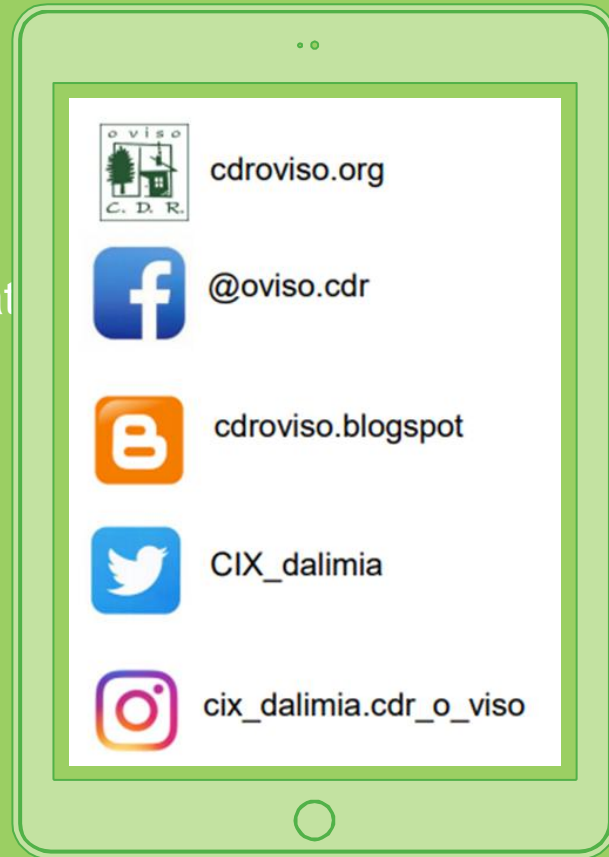 o viso
C. D. R.
cdroviso.org
@oviso.cdr
cdroviso.blogspot
CIX_dalimia
cix_dalimia.cdr_o_viso